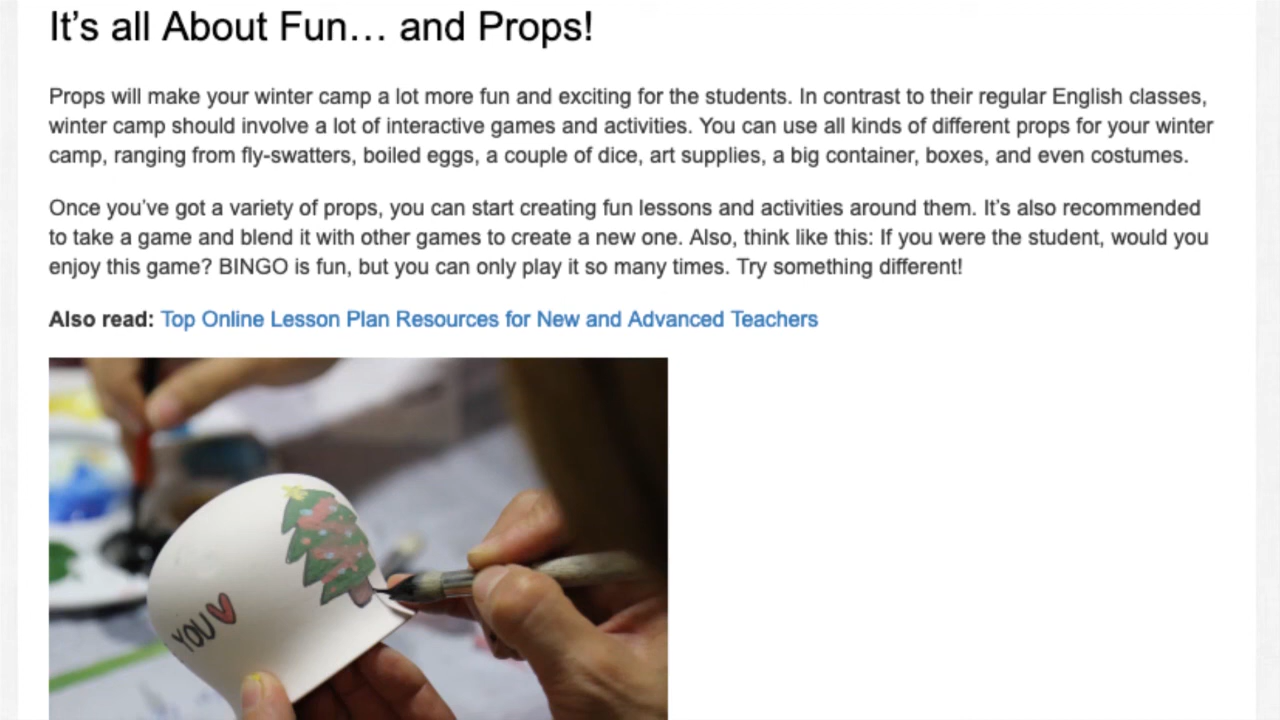 It’s all About Fun… and Props!
Props will make your winter camp a lot more fun and exciting for the students. In contrast to their regular English classes,
winter camp should involve a lot of interactive games and activities. You can use all kinds of different props for your winter
camp, ranging from fly-swatters, boiled eggs, a couple of dice, art supplies, a big container, boxes, and even costumes.
Once you’ve got a variety of props, you can start creating fun lessons and activities around them. It’s also recommended
to take a game and blend it with other games to create a new one. Also, think like this: If you were the student, would you
enjoy this game? BINGO is fun, but you can only play it so many times. Try something different!
Also read: Top Online Lesson Plan Resources for New and Advanced Teachers
YOU